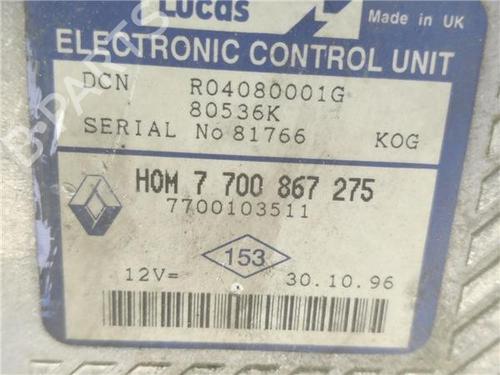 Lucas
Made in UK
ELECTRONIC CONTROL UNIT
DCN R04080001G
80536K
SERIAL No 81766 KOG
HOM 7 700 867 275
7700103511
153
12V= 30.10.96
B-PARTS